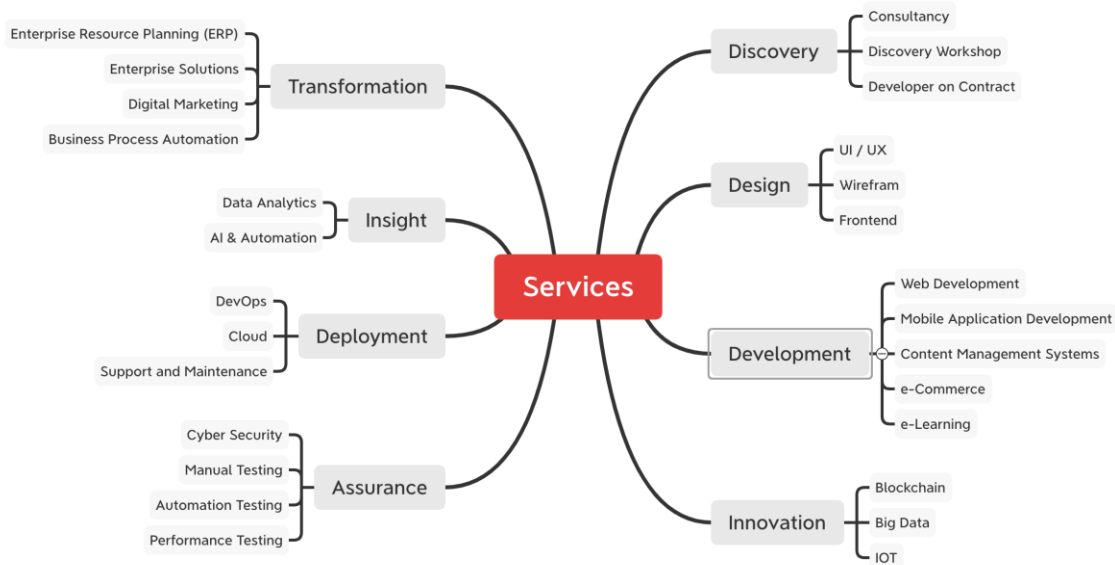 Services
Discovery
Consultancy
Discovery Workshop
Developer on Contract
Design
UI / UX
Wirefram
Frontend
Development
Web Development
Mobile Application Development
Content Management Systems
e-Commerce
e-Learning
Innovation
Blockchain
Big Data
IOT
Transformation
Enterprise Resource Planning (ERP)
Enterprise Solutions
Digital Marketing
Business Process Automation
Insight
Data Analytics
AI & Automation
Deployment
DevOps
Cloud
Support and Maintenance
Assurance
Cyber Security
Manual Testing
Automation Testing
Performance Testing